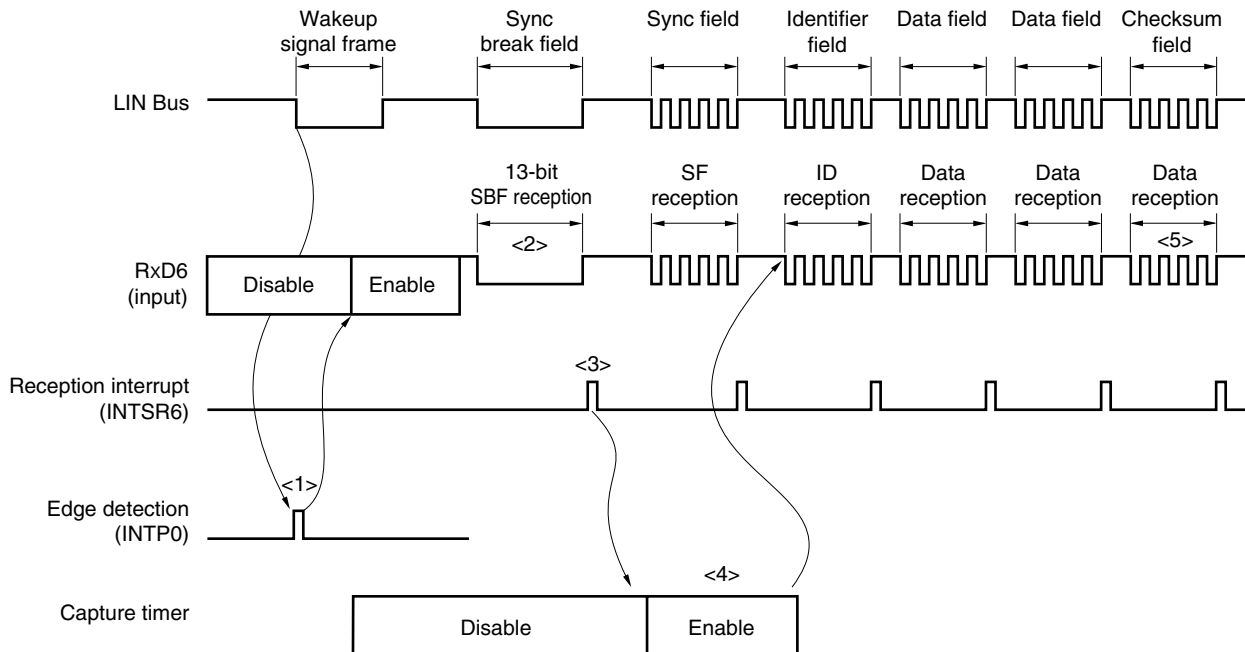 Wakeup
signal frame
Sync
break field
Sync field
Identifier
field
Data field
Data field
Checksum
field
LIN Bus
13-bit
SBF reception
SF
reception
ID
reception
Data
reception
Data
reception
Data
reception
<2>
<5>
RxD6
(input)
Disable
Enable
<3>
Reception interrupt
(INTSR6)
<1>
Edge detection
(INTP0)
<4>
Capture timer
Disable
Enable